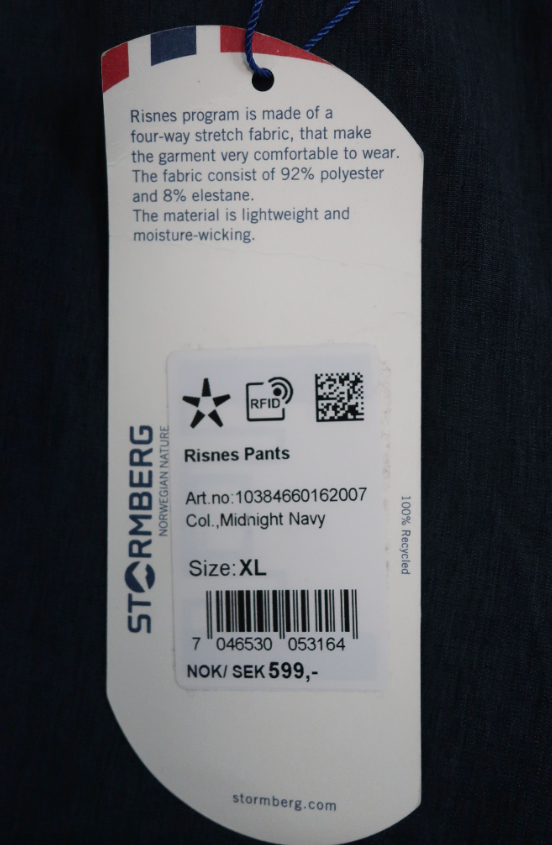 Risnes program is made of a
four-way stretch fabric, that make
the garment very comfortable to wear.
The fabric consist of 92% polyester
and 8% elestane.
The material is lightweight and
moisture-wicking.
RFID
Risnes Pants
Art.no:10384660162007
Col.,Midnight Navy
Size:XL
7 046530 053164
NOK/ SEK 599,-
STORMBERG
NORWEGIAN NATURE
100% Recycled
stormberg.com